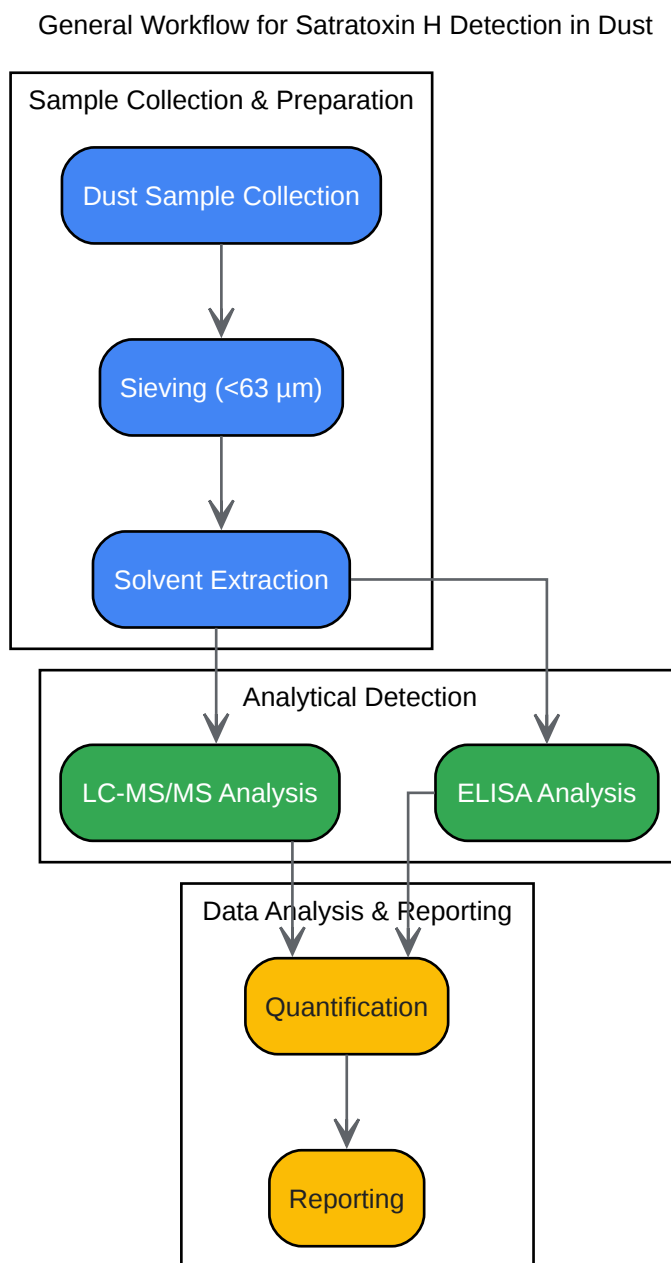 General Workflow for Satratoxin H Detection in Dust
Sample Collection & Preparation
Dust Sample Collection
Sieving (<63 µm)
Solvent Extraction
Analytical Detection
LC-MS/MS Analysis
ELISA Analysis
Data Analysis & Reporting
Quantification
Reporting